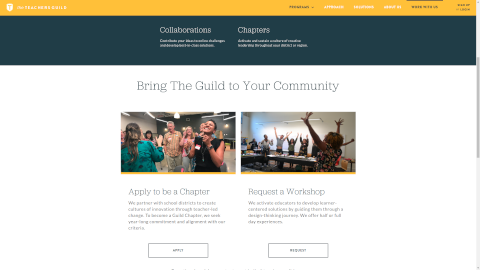 the TEACHERS GUILD
PROGRAMS
APPROACH
RESOURCES
ABOUT US
WORK WITH US
SIGN UP
LOGIN
Collaborations
Contribute your ideas to online challenges
and develop best-in-class solutions.
Chapters
Activate and sustain a culture of creative
leadership throughout your district or region.
Bring The Guild to Your Community
Apply to be a Chapter
We partner with school districts to create
cultures of innovation through teacher-led
change. To become a Guild Chapter, we seek
year-long commitment and alignment with our
criteria.
APPLY
Request a Workshop
We activate educators to develop learner-
centered solutions by guiding them through a
design-thinking journey. We offer half or full
day experiences.
REQUEST